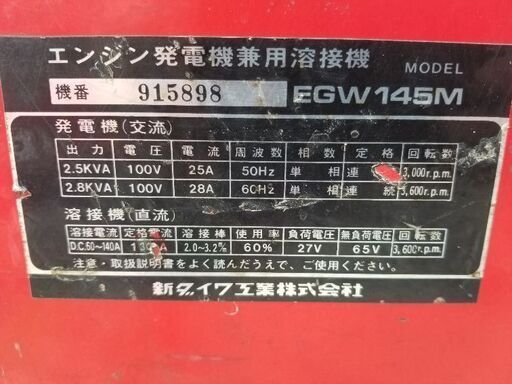 エンジン発電機兼用溶接機
MODEL
機番 915898 EGW145M
発電機(交流)
出力 電圧 電流 周波数 相数 定格 回転数
2.5KVA 100V 25A 50Hz 単相 連 3,000r.p.m.
2.8KVA 100V 28A 60Hz 単相 連続 3,600r.p.m.
溶接機(直流)
溶接電流 定格電流 溶接棒 使用率 負荷電圧 無負荷電圧 回転数
D.C.50~140A 2.0~3.2㎜ 60% 27V 65V 3,600r.p.m.
注意・取扱説明書をよく読んだうえで、ご使用ください。
新ダイワ工業株式会社